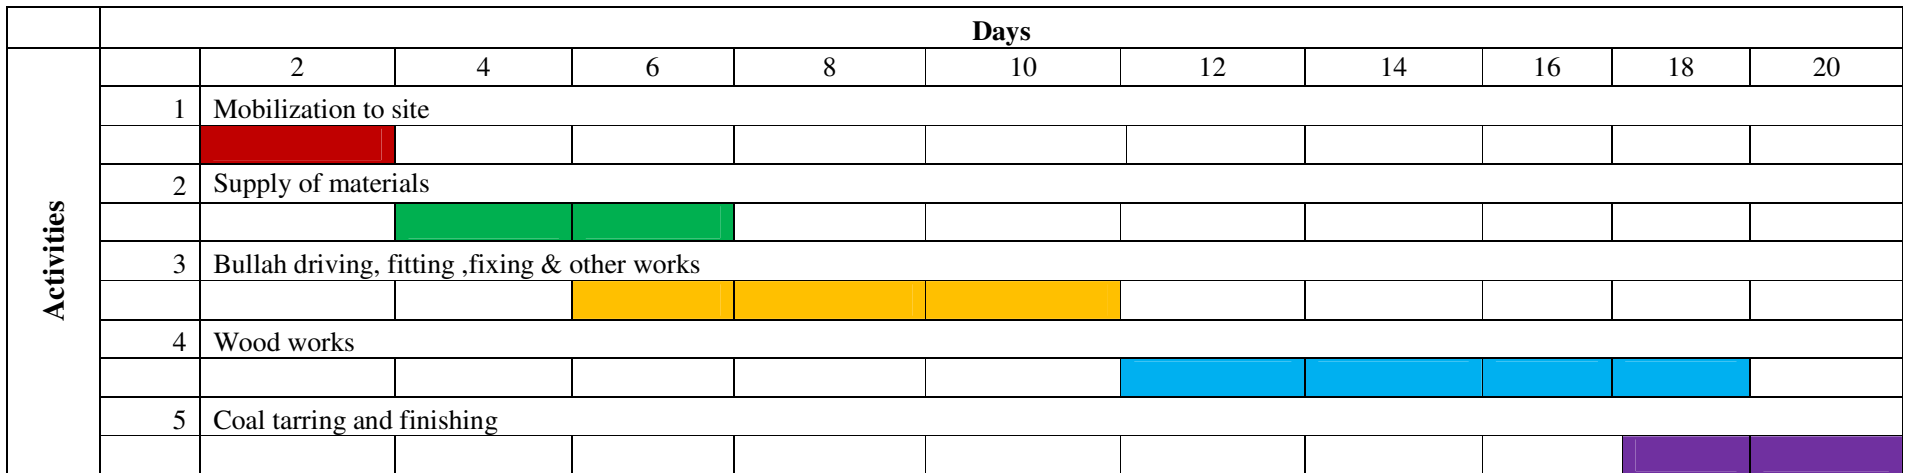 Days
2 4 6 8 10 12 14 16 18 20
Activities
1 Mobilization to site
2 Supply of materials
3 Bullah driving, fitting ,fixing & other works
4 Wood works
5 Coal tarring and finishing